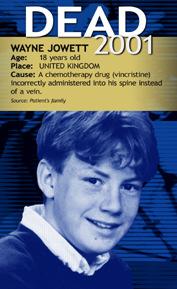 DEAD
2001
WAYNE JOWETT
Age: 18 years old
Place: UNITED KINGDOM
Cause: A chemotherapy drug (vincristine)
incorrectly administered into his spine instead
of a vein.
Source: Patient's family